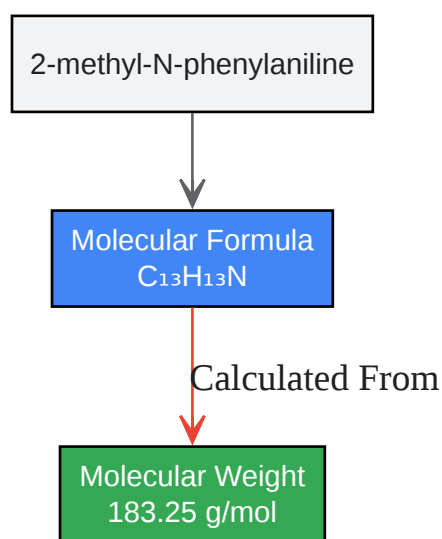 2-methyl-N-phenylaniline
Molecular Formula
C₁₃H₁₃N
Calculated From
Molecular Weight
183.25 g/mol